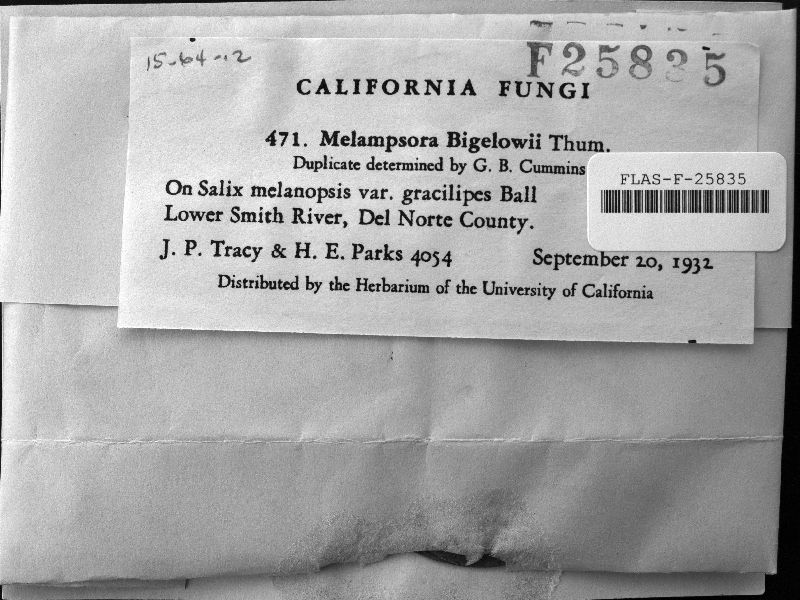 15-64-12
F25835
CALIFORNIA FUNGI
471. Melampsora Bigelowii Thum.
Duplicate determined by G. B. Cummins
FLAS-F-25835
On Salix melanopsis var. gracilipes Ball
Lower Smith River, Del Norte County.
J. P. Tracy & H. E. Parks 4054 September 20, 1932
Distributed by the Herbarium of the University of California